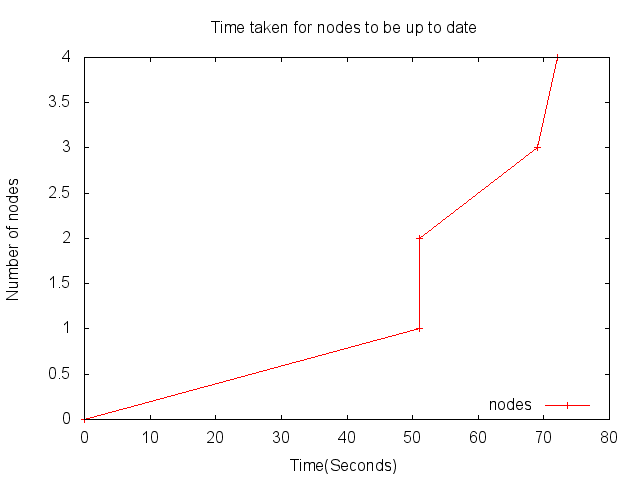 Time taken for nodes to be up to date
4
3.5
3
2.5
2
1.5
1
0.5
0
Number of nodes
nodes
0 10 20 30 40 50 60 70 80
Time(Seconds)